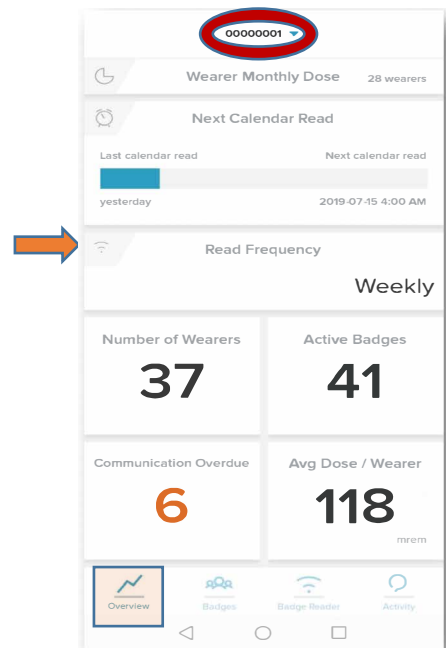 00000001
Wearer Monthly Dose 28 wearers
Next Calendar Read
Last calendar read Next calendar read
yesterday 2019-07-15 4:00 AM
Read Frequency
Weekly
Number of Wearers Active Badges
37 41
Communication Overdue Avg Dose / Wearer
6 118
mrem
Overview Badges Badge Reader Activity